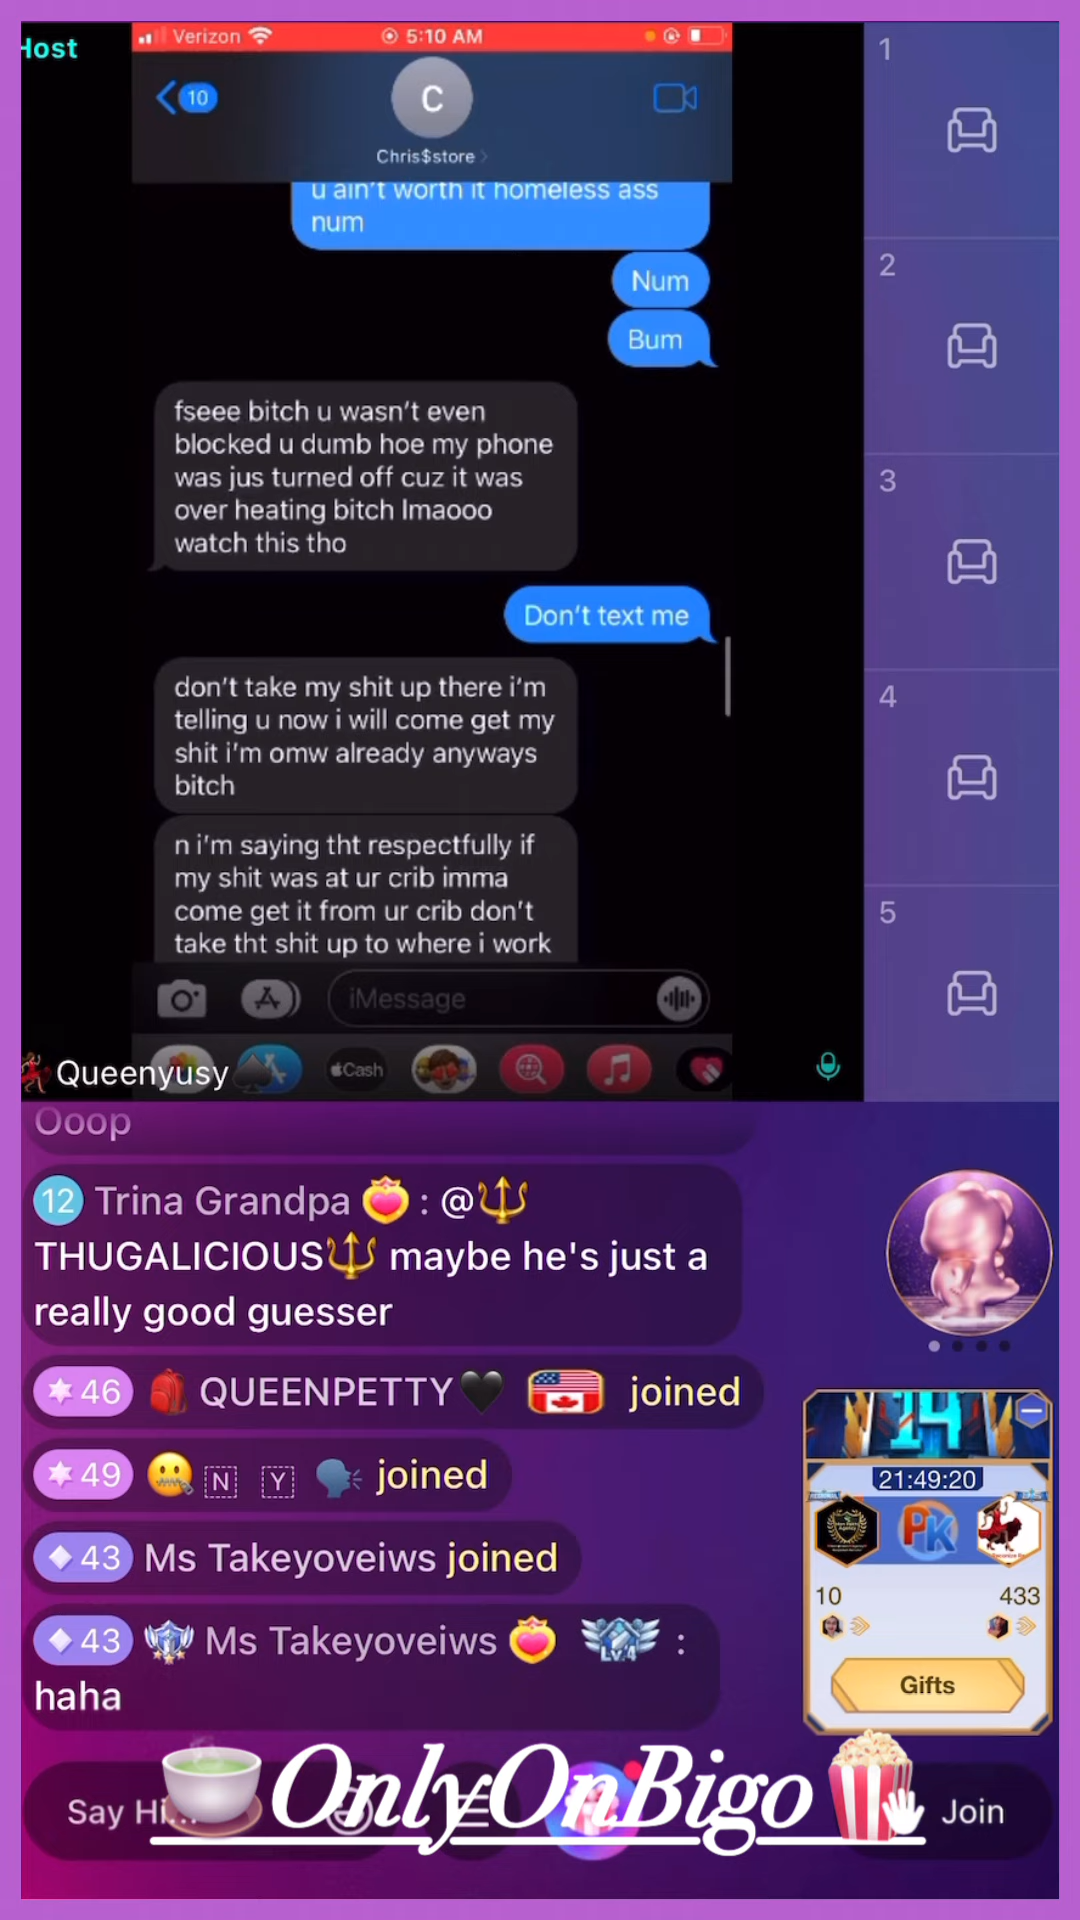 Host
Verizon
5:10 AM
10
C
Chris$store
u ain't worth it homeless ass
num
Num
Bum
fseee bitch u wasn't even
blocked u dumb hoe my phone
was jus turned off cuz it was
over heating bitch lmaooo
watch this tho
Don't text me
don't take my shit up there i'm
telling u now i will come get my
shit i'm omw already anyways
bitch
n i'm saying tht respectfully if
my shit was at ur crib imma
come get it from ur crib don't
take tht shit up to where i work
iMessage
Cash
Queenyusy
1
2
3
4
5
Ooop
12 Trina Grandpa : @
THUGALICIOUS maybe he's just a
really good guesser
46 QUEENPETTY joined
49 N Y joined
43 Ms Takeyoveiws joined
43 Ms Takeyoveiws Lv.4 :
haha
14
21:49:20
PK
10 433
Gifts
Say Hi...
OnlyOnBigo
Join